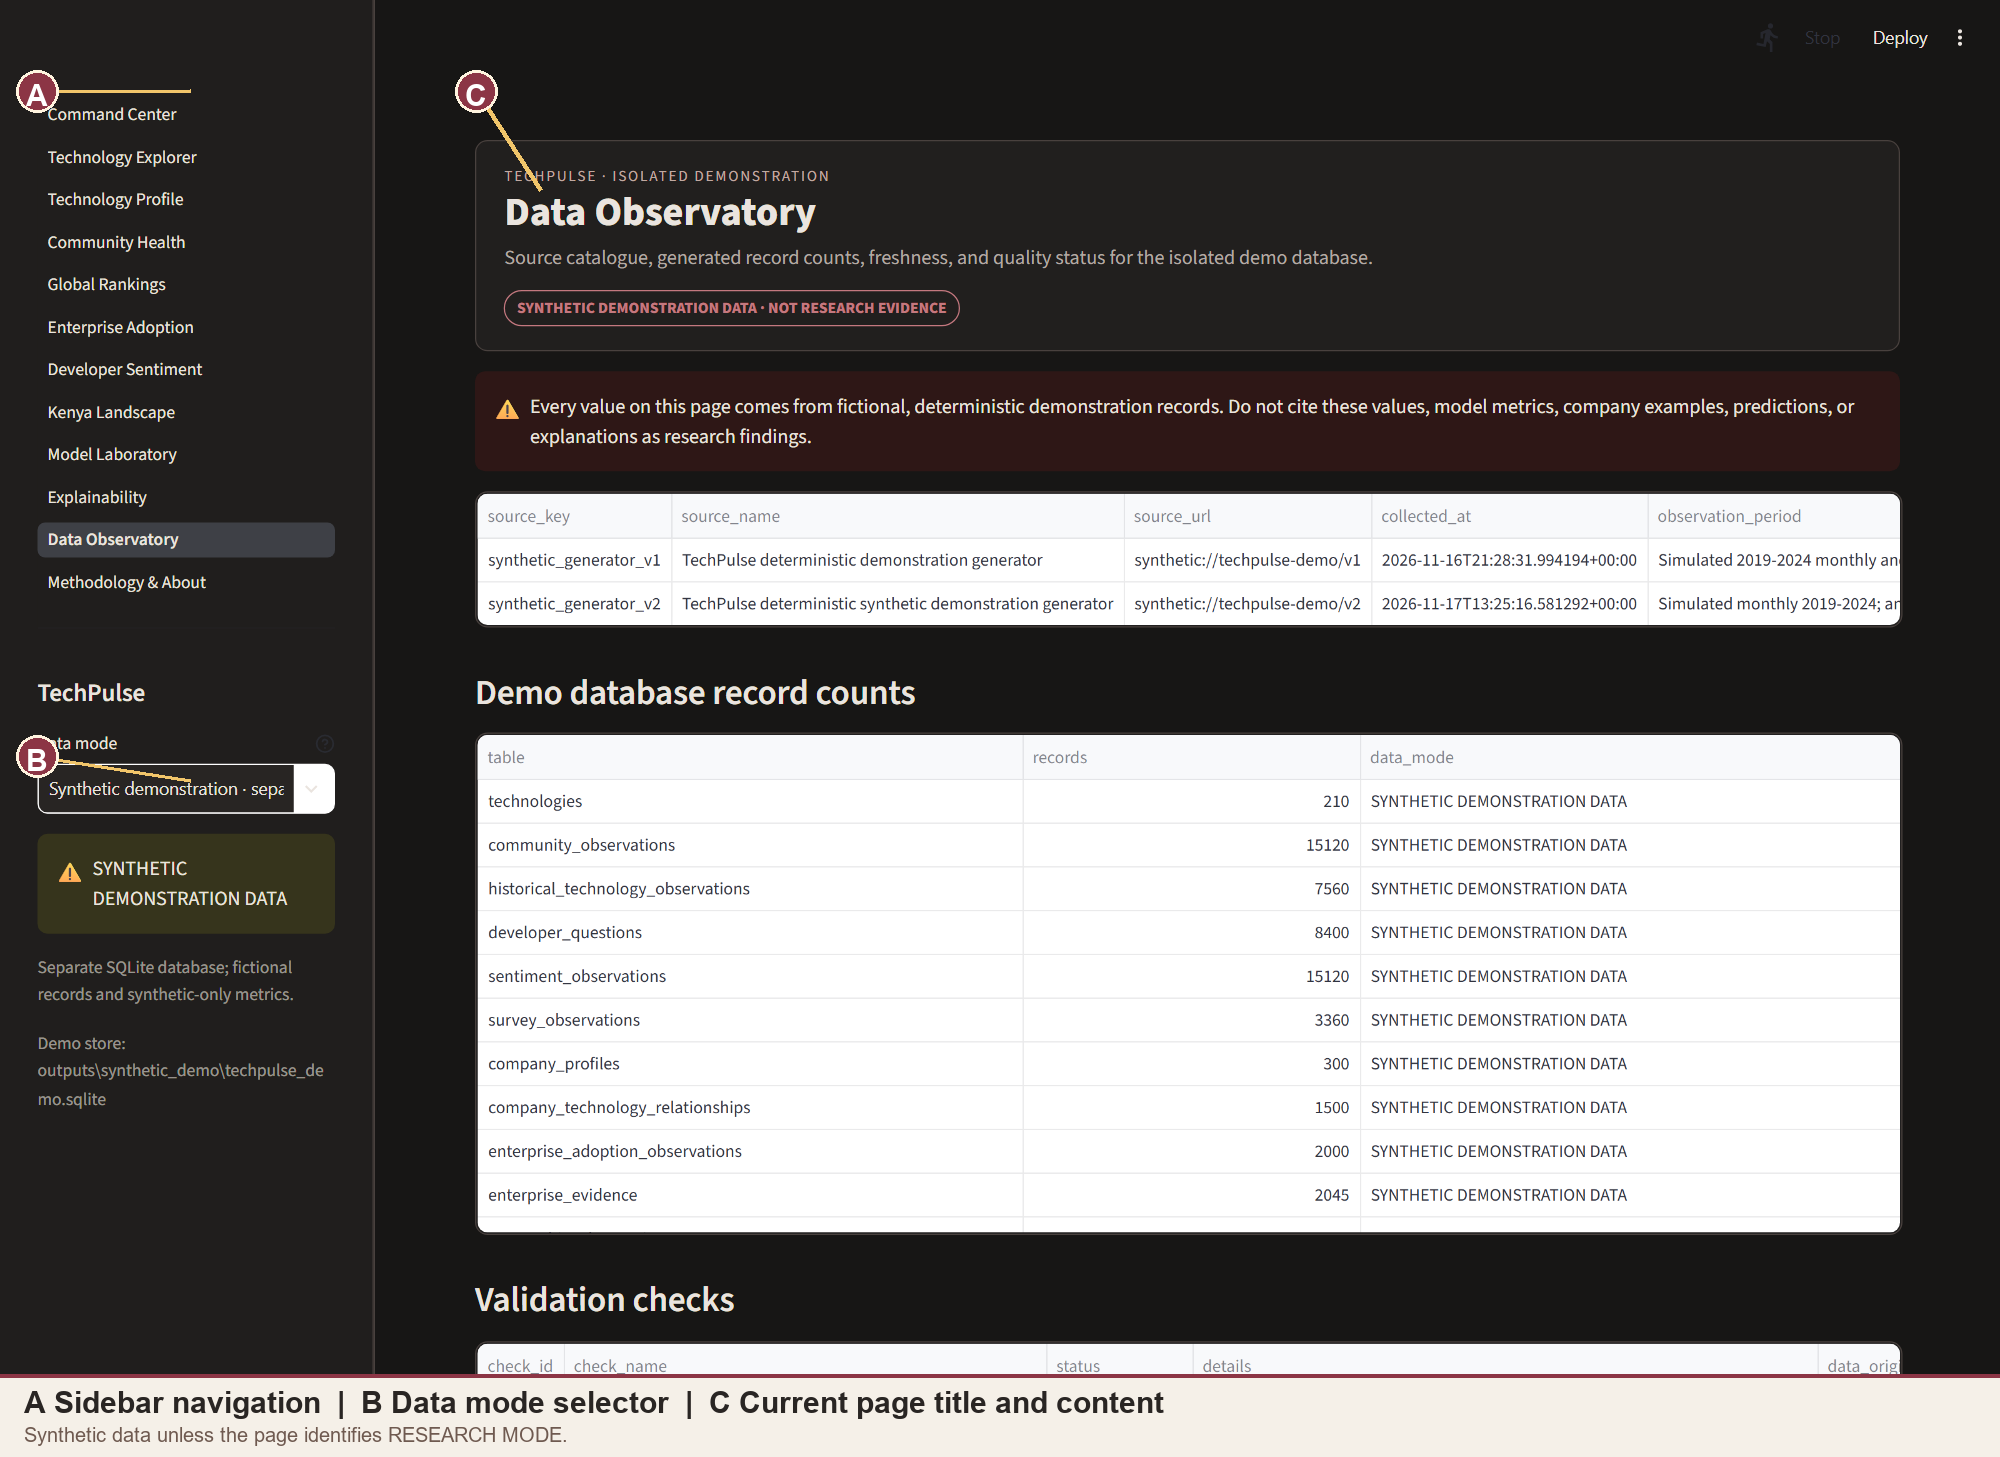 Stop
Deploy
A
Command Center
Technology Explorer
Technology Profile
Community Health
Global Rankings
Enterprise Adoption
Developer Sentiment
Kenya Landscape
Model Laboratory
Explainability
Data Observatory
Methodology & About
TechPulse
B
ta mode
Synthetic demonstration · sepa
SYNTHETIC
DEMONSTRATION DATA
Separate SQLite database; fictional
records and synthetic-only metrics.
Demo store:
outputs\synthetic_demo\techpulse_de
mo.sqlite
C
TECHPULSE · ISOLATED DEMONSTRATION
Data Observatory
Source catalogue, generated record counts, freshness, and quality status for the isolated demo database.
SYNTHETIC DEMONSTRATION DATA · NOT RESEARCH EVIDENCE
Every value on this page comes from fictional, deterministic demonstration records. Do not cite these values, model metrics, company examples, predictions, or
explanations as research findings.
source_key source_name source_url collected_at observation_period
synthetic_generator_v1 TechPulse deterministic demonstration generator synthetic://techpulse-demo/v1 2026-11-16T21:28:31.994194+00:00 Simulated 2019-2024 monthly an
synthetic_generator_v2 TechPulse deterministic synthetic demonstration generator synthetic://techpulse-demo/v2 2026-11-17T13:25:16.581292+00:00 Simulated monthly 2019-2024; ar
Demo database record counts
table records data_mode
technologies 210 SYNTHETIC DEMONSTRATION DATA
community_observations 15120 SYNTHETIC DEMONSTRATION DATA
historical_technology_observations 7560 SYNTHETIC DEMONSTRATION DATA
developer_questions 8400 SYNTHETIC DEMONSTRATION DATA
sentiment_observations 15120 SYNTHETIC DEMONSTRATION DATA
survey_observations 3360 SYNTHETIC DEMONSTRATION DATA
company_profiles 300 SYNTHETIC DEMONSTRATION DATA
company_technology_relationships 1500 SYNTHETIC DEMONSTRATION DATA
enterprise_adoption_observations 2000 SYNTHETIC DEMONSTRATION DATA
enterprise_evidence 2045 SYNTHETIC DEMONSTRATION DATA
Validation checks
check_id check_name status details data_origi
A Sidebar navigation | B Data mode selector | C Current page title and content
Synthetic data unless the page identifies RESEARCH MODE.